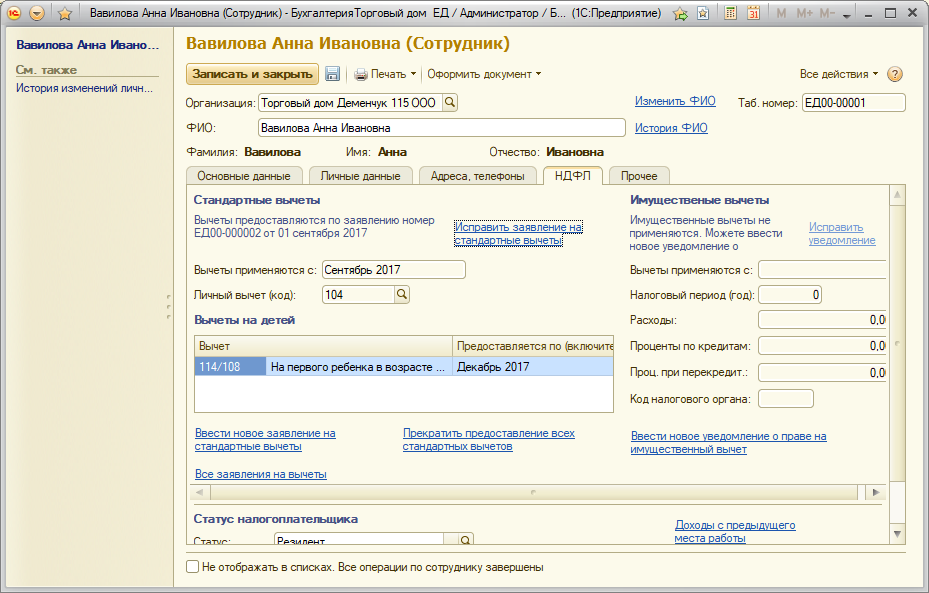 Вавилова Анна Ивановна (Сотрудник) - БухгалтерияТорговый дом ЕД / Администратор / Б... (1С:Предприятие)
M M+ M-
Вавилова Анна Ивано...
См. также
История изменений личн...
Вавилова Анна Ивановна (Сотрудник)
Записать и закрыть Печать Оформить документ Все действия
Организация: Торговый дом Деменчук 115 ООО Изменить ФИО Таб. номер: ЕД00-00001
ФИО: Вавилова Анна Ивановна История ФИО
Фамилия: Вавилова Имя: Анна Отчество: Ивановна
Основные данные Личные данные Адреса, телефоны НДФЛ Прочее
Стандартные вычеты
Вычеты предоставляются по заявлению номер
ЕД00-000002 от 01 сентября 2017
Исправить заявление на
стандартные вычеты
Вычеты применяются с: Сентябрь 2017
Личный вычет (код): 104
Вычеты на детей
Вычет Предоставляется по (включите
114/108 На первого ребенка в возрасте ... Декабрь 2017
Ввести новое заявление на
стандартные вычеты
Прекратить предоставление всех
стандартных вычетов
Все заявления на вычеты
Имущественые вычеты
Имущественные вычеты не
применяются. Можете ввести
новое уведомление о
Исправить
уведомление
Вычеты применяются с:
Налоговый период (год): 0
Расходы: 0,0
Проценты по кредитам: 0,0
Проц. при перекредит.: 0,0
Код налогового органа:
Ввести новое уведомление о праве на
имущественный вычет
Статус налогоплательщика
Статус: Резидент
Доходы с предыдущего
места работы
Не отображать в списках. Все операции по сотруднику завершены